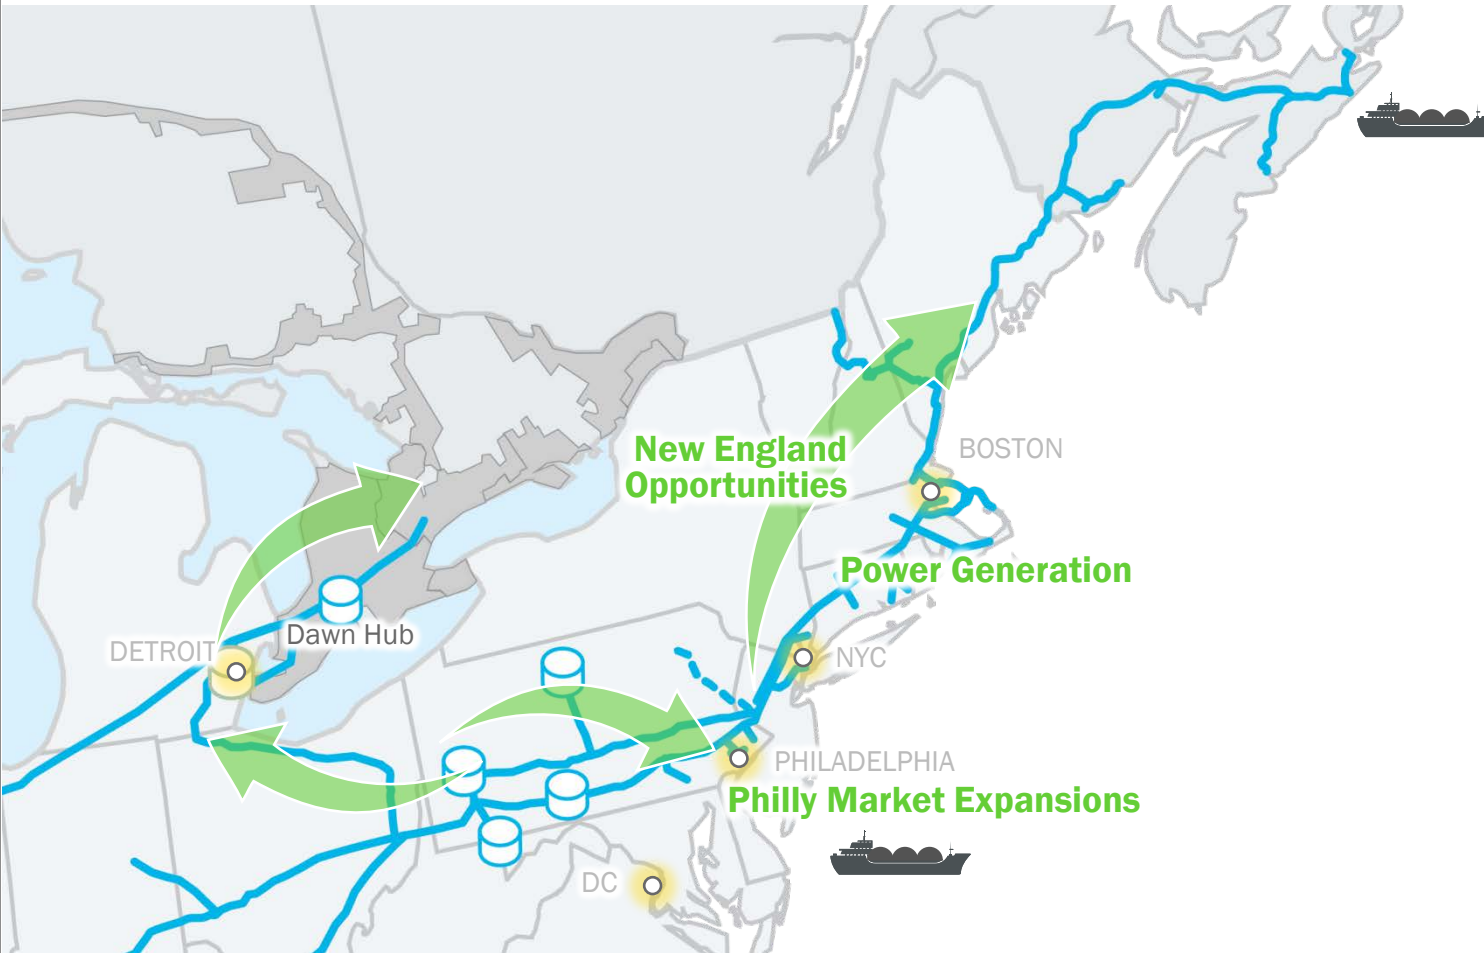 New England
Opportunities
BOSTON
Power Generation
Dawn Hub
DETROIT
NYC
PHILADELPHIA
Philly Market Expansions
DC